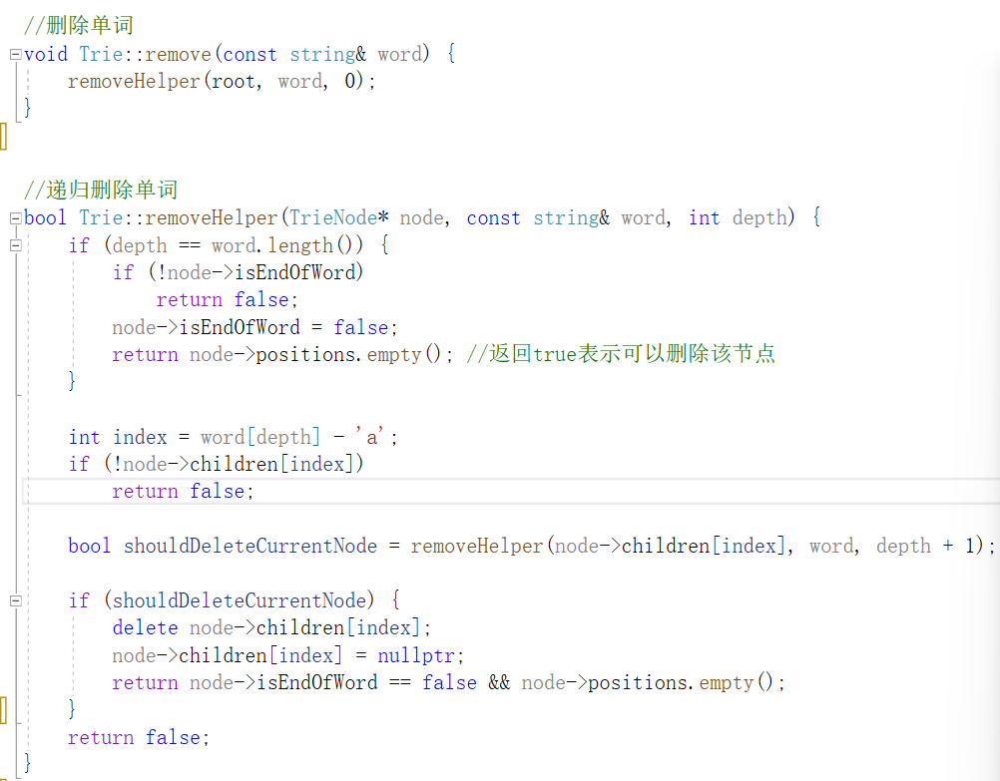 //删除单词
void Trie::remove(const string& word) {
    removeHelper(root, word, 0);
}
//递归删除单词
bool Trie::removeHelper(TrieNode* node, const string& word, int depth) {
    if (depth == word.length()) {
        if (!node->isEndOfWord)
            return false;
        node->isEndOfWord = false;
        return node->positions.empty(); //返回true表示可以删除该节点
    }
    int index = word[depth] - 'a';
    if (!node->children[index])
        return false;
    bool shouldDeleteCurrentNode = removeHelper(node->children[index], word, depth + 1);
    if (shouldDeleteCurrentNode) {
        delete node->children[index];
        node->children[index] = nullptr;
        return node->isEndOfWord == false && node->positions.empty();
    }
    return false;
}